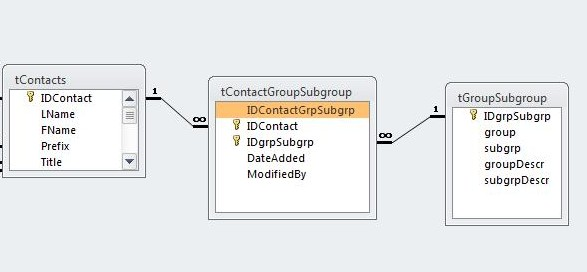 tContacts
IDContact
LName
FName
Prefix
Title
1
∞
tContactGroupSubgroup
IDContactGrpSubgrp
IDContact
IDgrpSubgrp
DateAdded
ModifiedBy
∞
1
tGroupSubgroup
IDgrpSubgrp
group
subgrp
groupDescr
subgrpDescr